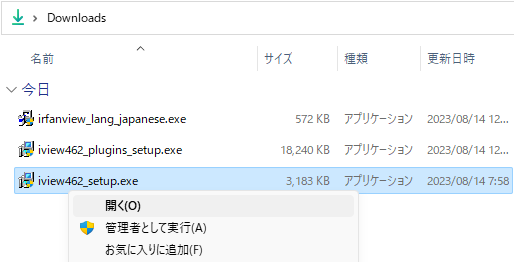 Downloads
名前 サイズ 種類 更新日時
今日
irfanview_lang_japanese.exe 572 KB アプリケーション 2023/08/14 12...
iview462_plugins_setup.exe 18,240 KB アプリケーション 2023/08/14 12...
iview462_setup.exe 3,183 KB アプリケーション 2023/08/14 7:58
開く(O)
管理者として実行(A)
お気に入りに追加(F)